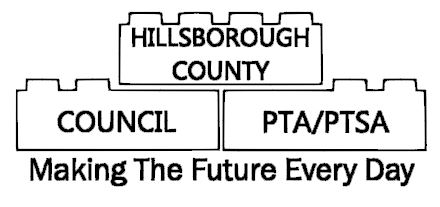 HILLSBOROUGH
COUNTY
COUNCIL PTA/PTSA
Making The Future Every Day